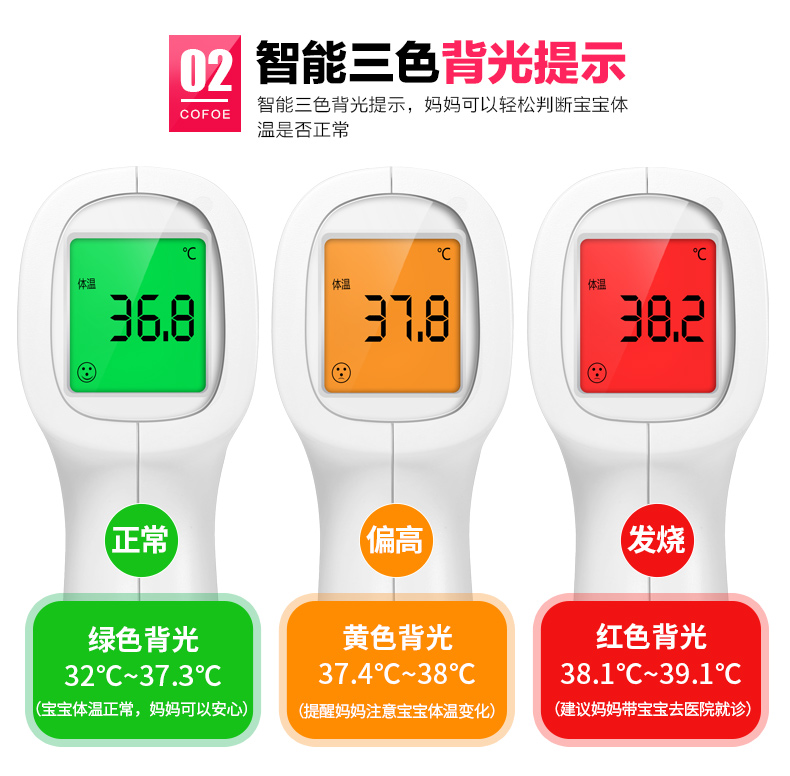 02
COFOE
智能三色背光提示
智能三色背光提示，妈妈可以轻松判断宝宝体
温是否正常
℃
体温
36.8
℃
体温
37.8
℃
体温
38.2
正常
偏高
发烧
绿色背光
32℃~37.3℃
（宝宝体温正常，妈妈可以安心）
黄色背光
37.4℃~38℃
（提醒妈妈注意宝宝体温变化）
红色背光
38.1℃~39.1℃
（建议妈妈带宝宝去医院就诊）